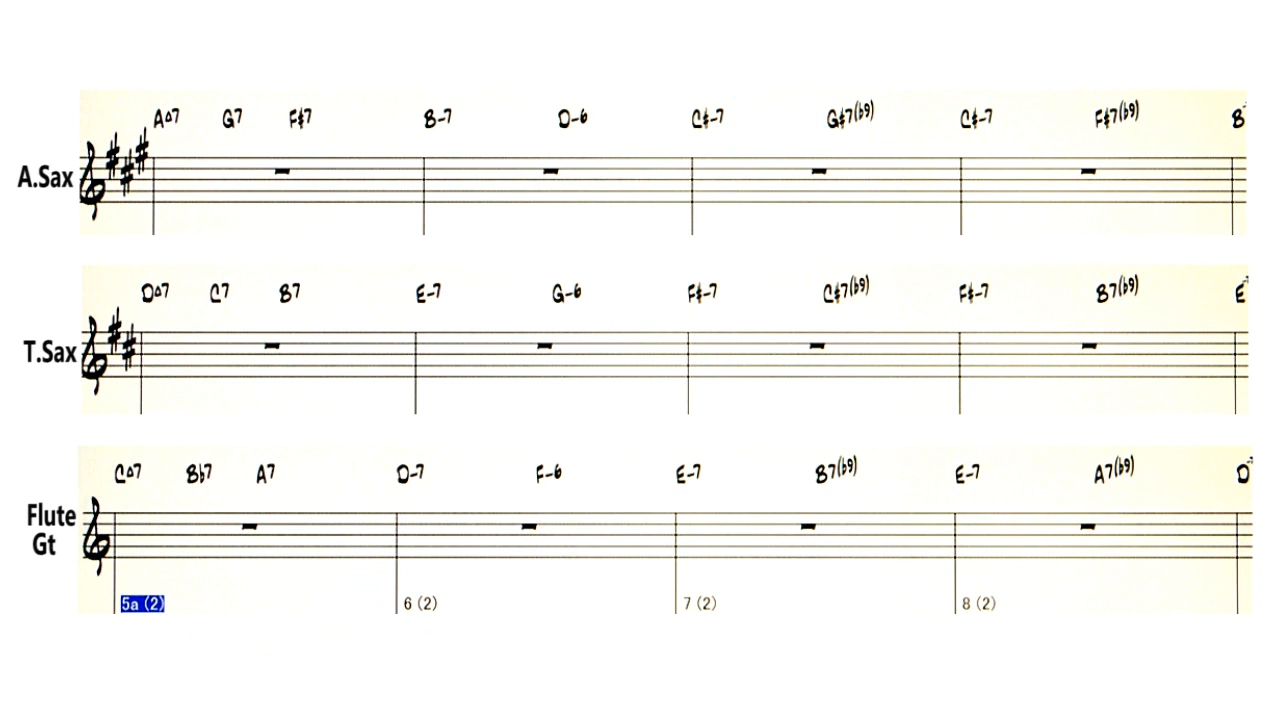 A△7 G7 F#7 B-7 D-6 C#-7 G#7(b9) C#-7 F#7(b9) B
A.Sax
D△7 C7 B7 E-7 G-6 F#-7 C#7(b9) F#-7 B7(b9) E
T.Sax
C△7 Bb7 A7 D-7 F-6 E-7 B7(b9) E-7 A7(b9) D
Flute
Gt
5a (2) 6 (2) 7 (2) 8 (2)